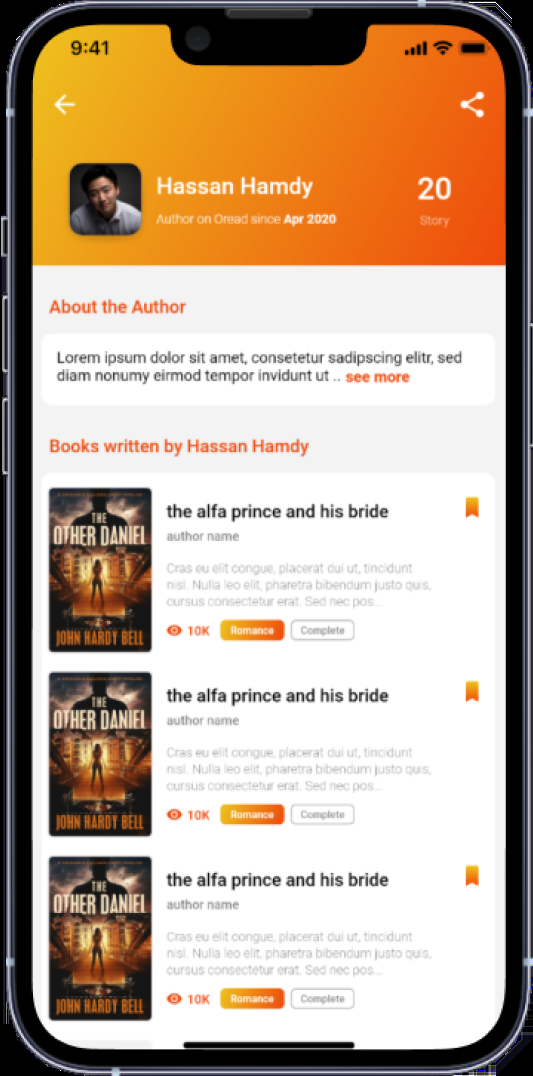 9:41
Hassan Hamdy
Author on Oread since Apr 2020
20
Story
About the Author
Lorem ipsum dolor sit amet, consetetur sadipscing elitr, sed
diam nonumy eirmod tempor invidunt ut .. see more
Books written by Hassan Hamdy
THE
OTHER DANIEL
JOHN HARDY BELL
the alfa prince and his bride
author name
Cras eu elit congue, placerat dui ut, tincidunt
nisl. Nulla leo elit, pharetra bibendum justo quis,
cursus consectetur erat. Sed nec pos...
10K Romance Complete
THE
OTHER DANIEL
JOHN HARDY BELL
the alfa prince and his bride
author name
Cras eu elit congue, placerat dui ut, tincidunt
nisl. Nulla leo elit, pharetra bibendum justo quis,
cursus consectetur erat. Sed nec pos...
10K Romance Complete
THE
OTHER DANIEL
JOHN HARDY BELL
the alfa prince and his bride
author name
Cras eu elit congue, placerat dui ut, tincidunt
nisl. Nulla leo elit, pharetra bibendum justo quis,
cursus consectetur erat. Sed nec pos...
10K Romance Complete